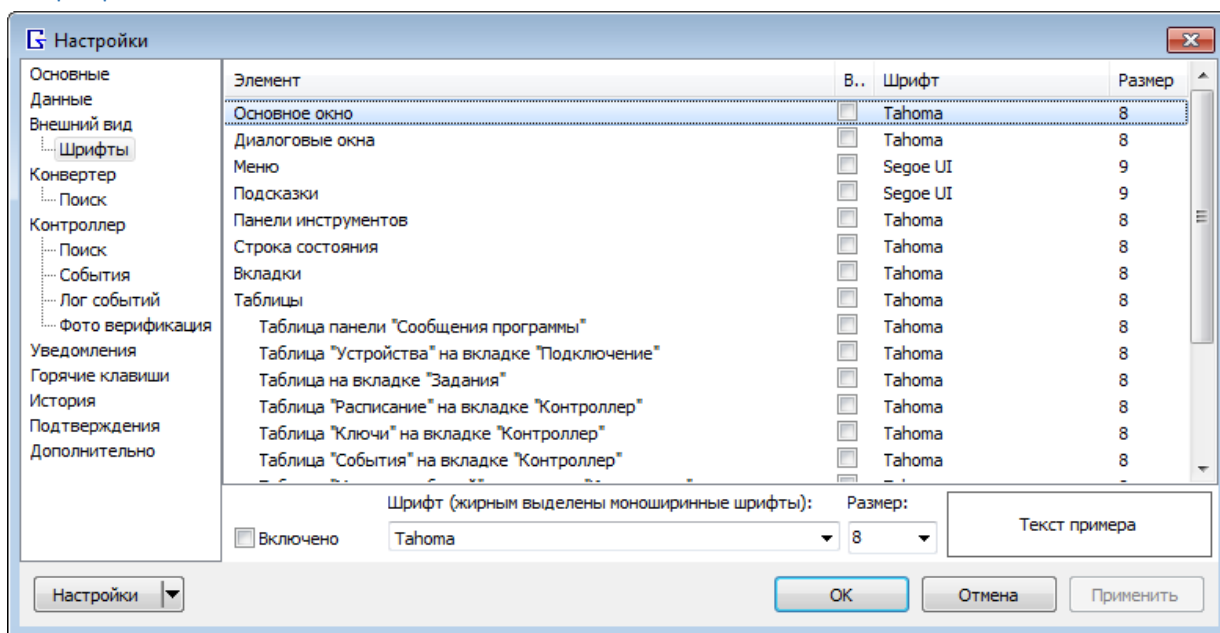 Настройки
Основные
Данные
Внешний вид
Шрифты
Конвертер
Поиск
Контроллер
Поиск
События
Лог событий
Фото верификация
Уведомления
Горячие клавиши
История
Подтверждения
Дополнительно
Элемент В.. Шрифт Размер
Основное окно Tahoma 8
Диалоговые окна Tahoma 8
Меню Segoe UI 9
Подсказки Segoe UI 9
Панели инструментов Tahoma 8
Строка состояния Tahoma 8
Вкладки Tahoma 8
Таблицы Tahoma 8
Таблица панели "Сообщения программы" Tahoma 8
Таблица "Устройства" на вкладке "Подключение" Tahoma 8
Таблица на вкладке "Задания" Tahoma 8
Таблица "Расписание" на вкладке "Контроллер" Tahoma 8
Таблица "Ключи" на вкладке "Контроллер" Tahoma 8
Таблица "События" на вкладке "Контроллер" Tahoma 8
Шрифт (жирным выделены моноширинные шрифты): Размер:
Включено Tahoma 8 Текст примера
Настройки OK Отмена Применить